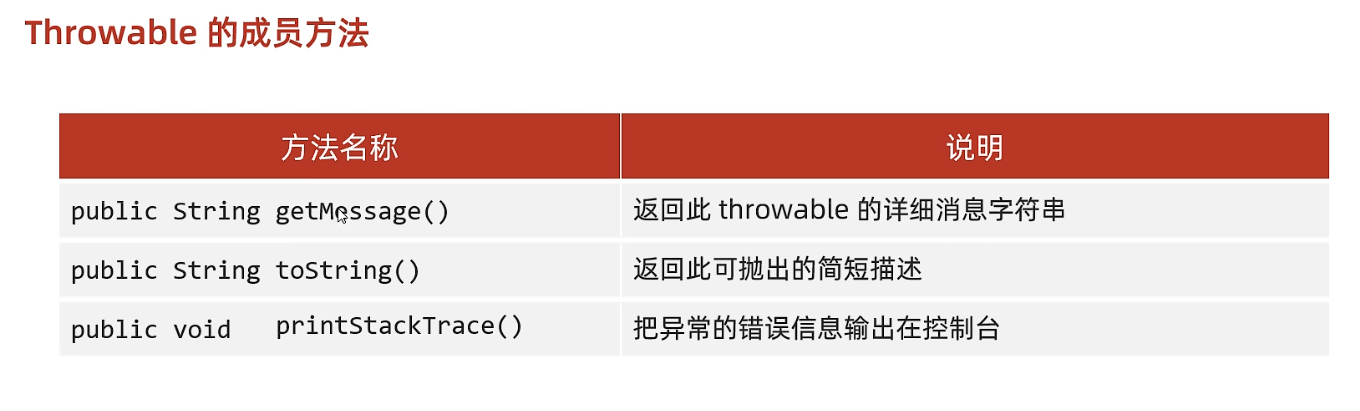 Throwable 的成员方法
方法名称 说明
public String getMessage() 返回此 throwable 的详细消息字符串
public String toString() 返回此可抛出的简短描述
public void printStackTrace() 把异常的错误信息输出在控制台